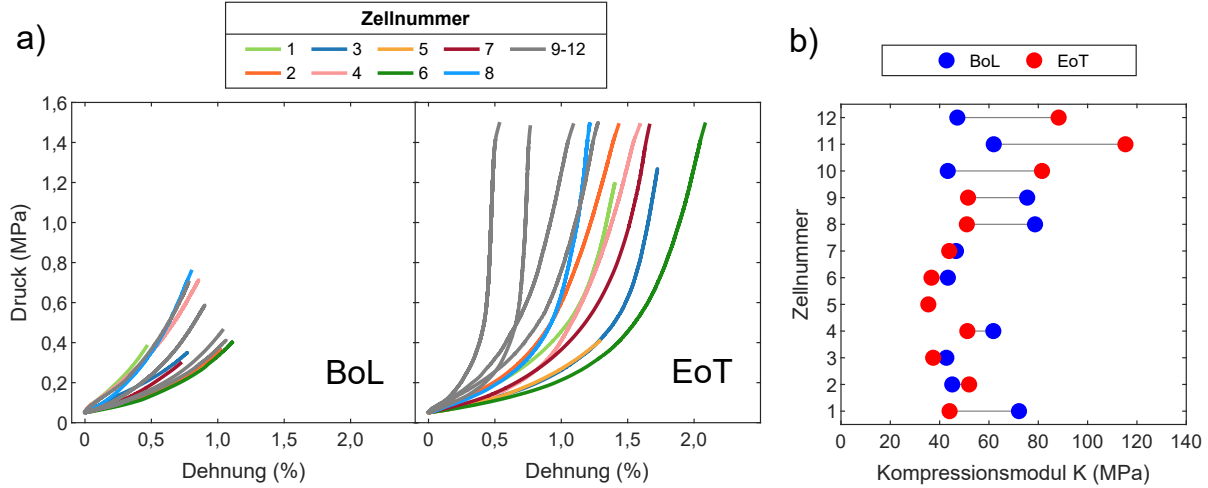 a)
Zellnummer
1 3 5 7 9-12
2 4 6 8
b)
BoL EoT
1,6
1,4
1,2
1,0
0,8
0,6
0,4
0,2
0
Druck (MPa)
BoL
EoT
0 0,5 1,0 1,5 2,0
0 0,5 1,0 1,5 2,0
Dehnung (%)
Dehnung (%)
12
11
10
9
8
7
6
5
4
3
2
1
Zellnummer
0 20 40 60 80 100 120 140
Kompressionsmodul K (MPa)